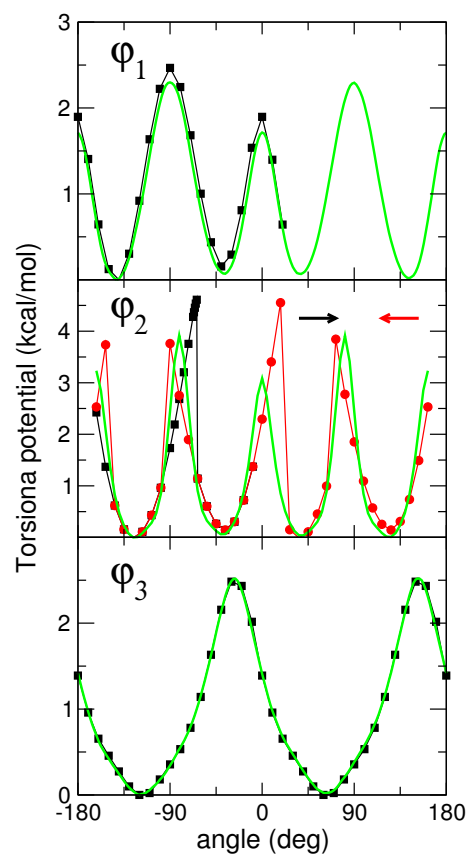 3
φ1
2
1
φ2
4
3
2
1
0
φ3
2
1
0
-180 -90 0 90 180
angle (deg)
Torsiona potential (kcal/mol)